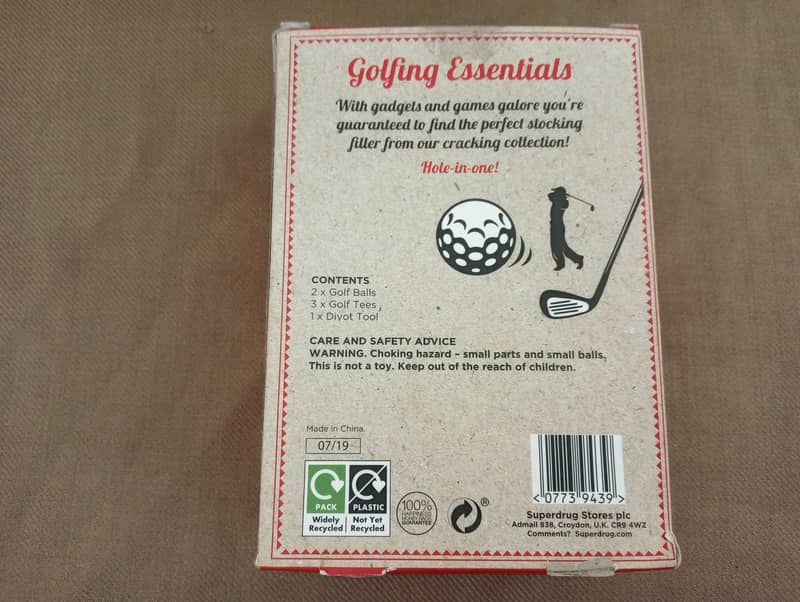 Golfing Essentials
With gadgets and games galore you're
guaranteed to find the perfect stocking
filler from our cracking collection!
Hole-in-one!
CONTENTS
2 x Golf Balls
3 x Golf Tees
1 x Divot Tool
CARE AND SAFETY ADVICE
WARNING. Choking hazard – small parts and small balls.
This is not a toy. Keep out of the reach of children.
Made in China.
07/19
PACK
Widely
Recycled
PLASTIC
Not Yet
Recycled
100%
HAPPINESS
MONEY BACK
GUARANTEE
®
<0773 9439>
Superdrug Stores plc
Admail 838, Croydon, U.K. CR9 4WZ
Comments? Superdrug.com